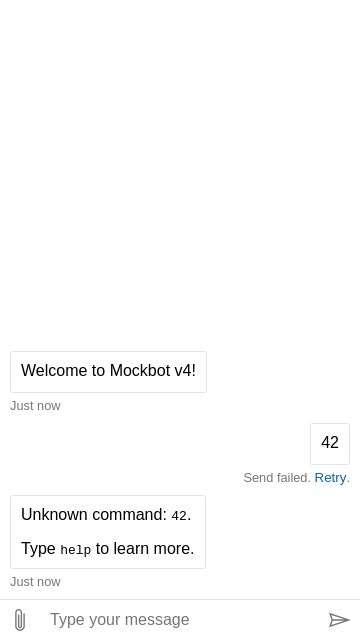 Welcome to Mockbot v4!
Just now
42
Send failed. Retry.
Unknown command: 42.
Type help to learn more.
Just now
Type your message